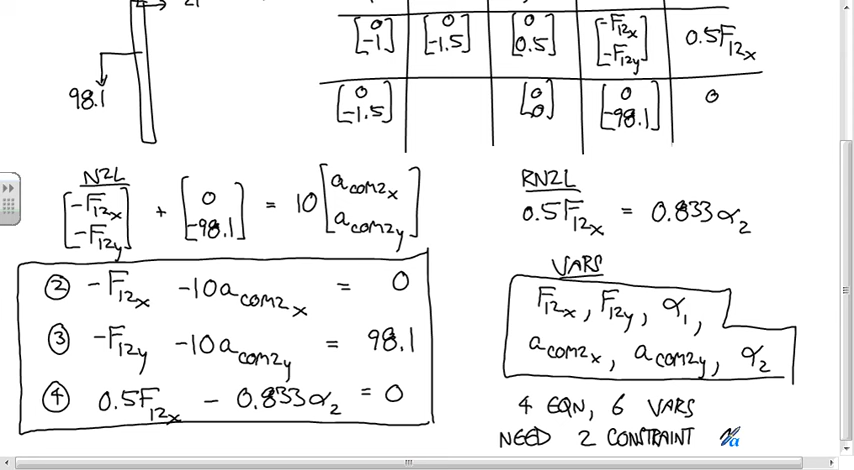 [0 -1] [0 -1.5] [0 0.5] [-F12x -F12y] 0.5F12x
98.1
[0 -1.5] [0 0] [0 -98.1] 0
N2L
[-F12x -F12y] + [0 -98.1] = 10 [aCOM2x aCOM2y]
RN2L
0.5F12x = 0.833α2
② -F12x -10aCOM2x = 0
③ -F12y -10aCOM2y = 98.1
④ 0.5F12x - 0.833α2 = 0
VARS
F12x, F12y, α1,
aCOM2x, aCOM2y, α2
4 EQN, 6 VARS
NEED 2 CONSTRAINT